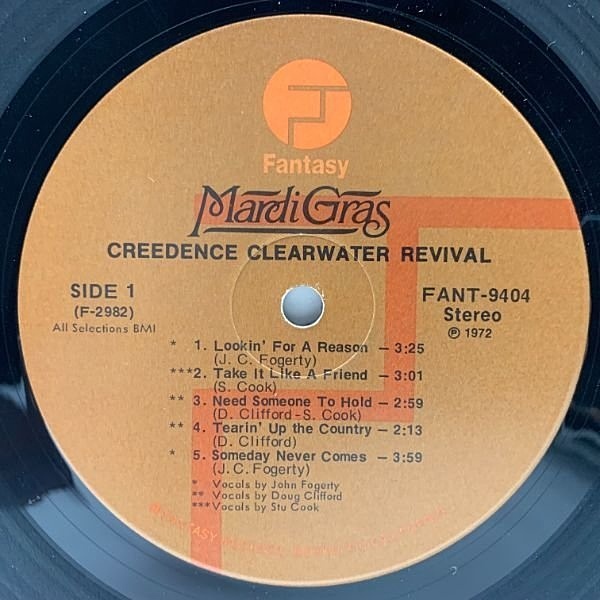 Fantasy
Mardi Gras
CREEDENCE CLEARWATER REVIVAL
SIDE 1
(F-2982)
All Selections BMI
FANT-9404
Stereo
℗ 1972
* 1. Lookin' For A Reason — 3:25
(J. C. Fogerty)
***2. Take It Like A Friend — 3:01
(S. Cook)
** 3. Need Someone To Hold — 2:59
(D. Clifford-S. Cook)
** 4. Tearin' Up the Country — 2:13
(D. Clifford)
* 5. Someday Never Comes — 3:59
(J.C. Fogerty)
* Vocals by John Fogerty
** Vocals by Doug Clifford
***Vocals by Stu Cook
FANTASY